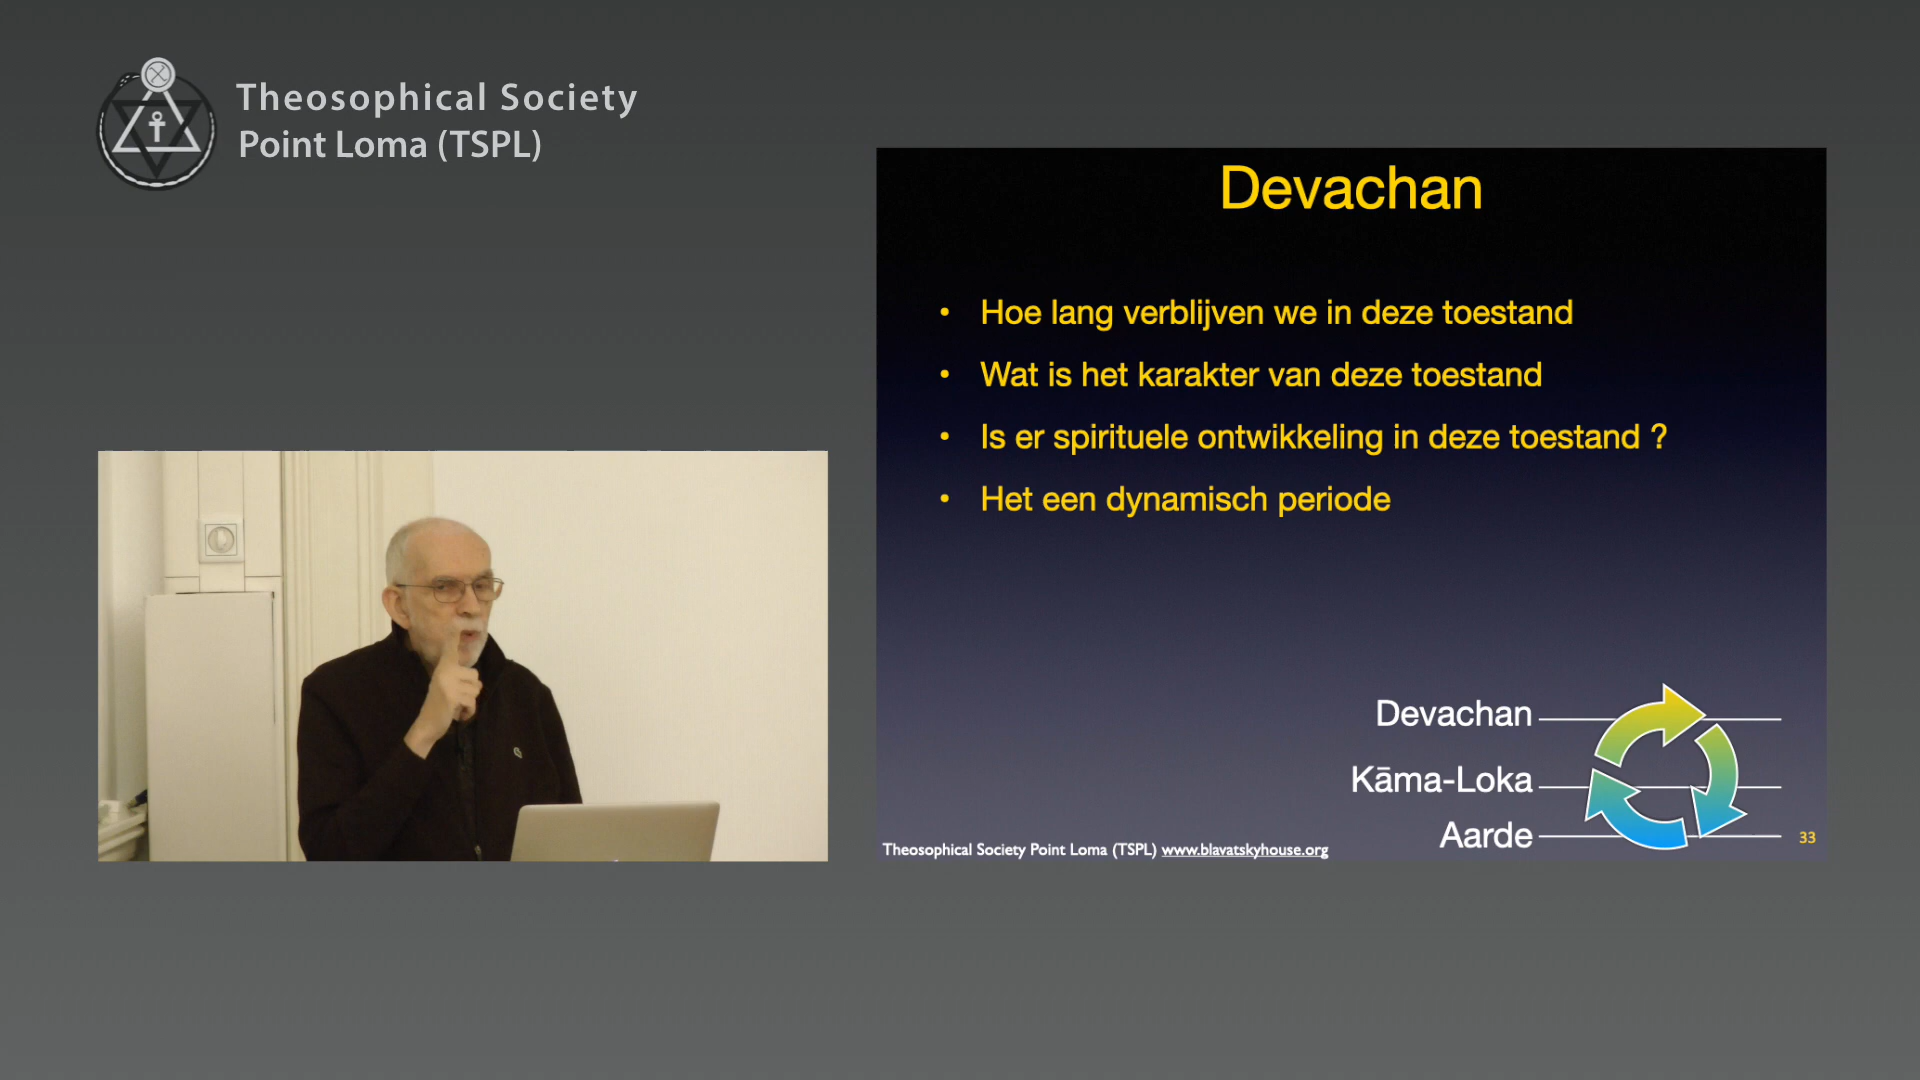 Theosophical Society
Point Loma (TSPL)
Devachan
• Hoe lang verblijven we in deze toestand
• Wat is het karakter van deze toestand
• Is er spirituele ontwikkeling in deze toestand ?
• Het een dynamisch periode
Devachan
Kāma-Loka
Aarde
Theosophical Society Point Loma (TSPL) www.blavatskyhouse.org
33